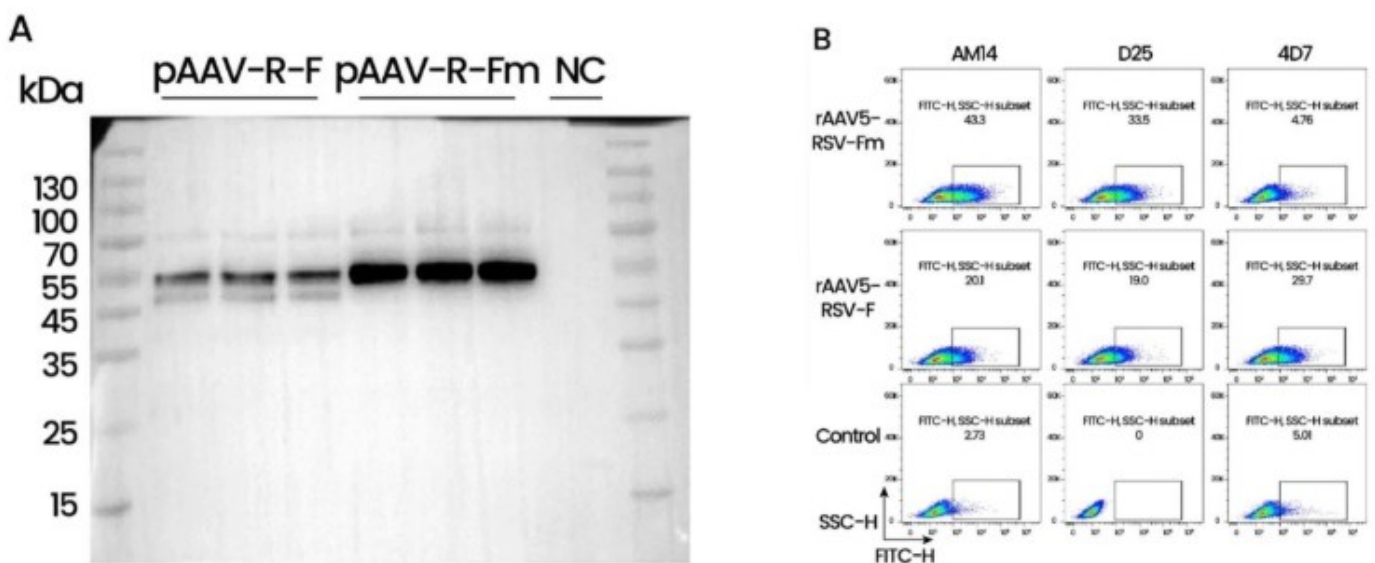 A
kDa
pAAV-R-F pAAV-R-Fm NC
130
100
70
55
45
35
25
15
B
AM14 D25 4D7
rAAV5-
RSV-Fm
FITC-H, SSC-H subset
43.3
FITC-H, SSC-H subset
33.5
FITC-H, SSC-H subset
4.76
rAAV5-
RSV-F
FITC-H, SSC-H subset
20.1
FITC-H, SSC-H subset
19.0
FITC-H, SSC-H subset
29.7
Control
FITC-H, SSC-H subset
2.73
FITC-H, SSC-H subset
0
FITC-H, SSC-H subset
5.01
SSC-H
FITC-H